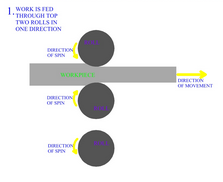 1. WORK IS FED
THROUGH TOP
TWO ROLLS IN
ONE DIRECTION
DIRECTION
OF SPIN
DIRECTION
OF MOVEMENT
DIRECTION
OF SPIN
DIRECTION
OF SPIN